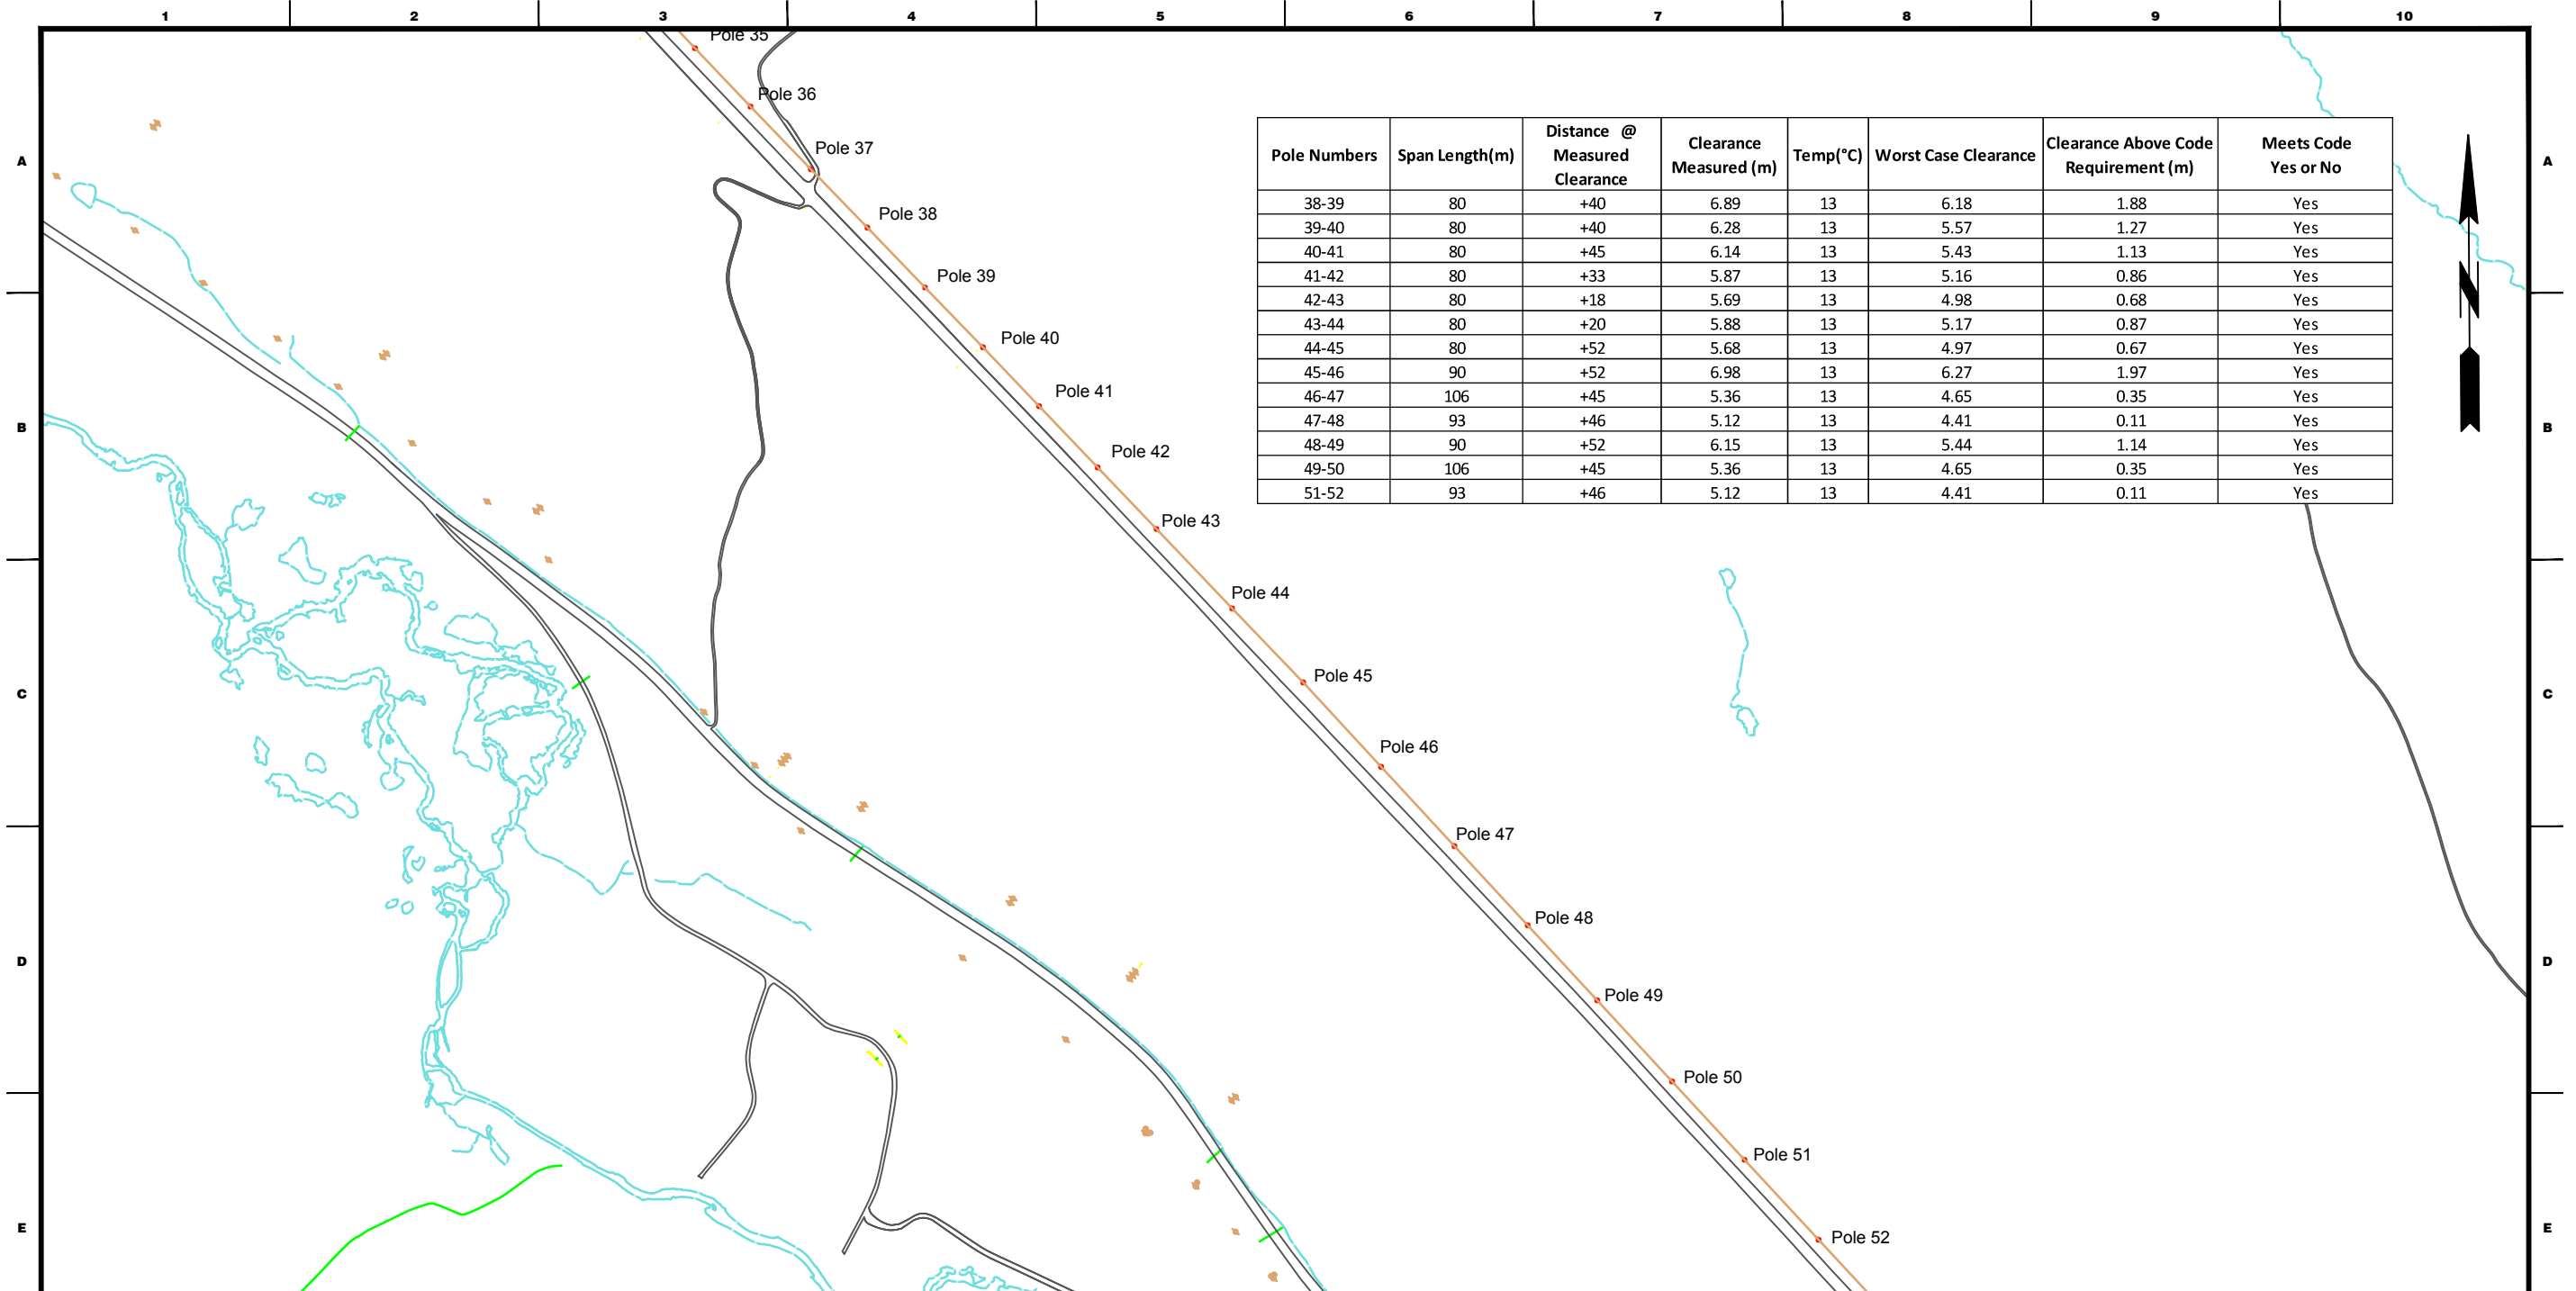 1 2 3 4 5 6 7 8 9 10
Pole 35
Pole 36
Pole 37
Pole 38
Pole 39
Pole 40
Pole 41
Pole 42
Pole 43
Pole 44
Pole 45
Pole 46
Pole 47
Pole 48
Pole 49
Pole 50
Pole 51
Pole 52
Pole Numbers Span Length(m) Distance @ Measured Clearance Clearance Measured (m) Temp(°C) Worst Case Clearance Clearance Above Code Requirement (m) Meets Code Yes or No
38-39 80 +40 6.89 13 6.18 1.88 Yes
39-40 80 +40 6.28 13 5.57 1.27 Yes
40-41 80 +45 6.14 13 5.43 1.13 Yes
41-42 80 +33 5.87 13 5.16 0.86 Yes
42-43 80 +18 5.69 13 4.98 0.68 Yes
43-44 80 +20 5.88 13 5.17 0.87 Yes
44-45 80 +52 5.68 13 4.97 0.67 Yes
45-46 90 +52 6.98 13 6.27 1.97 Yes
46-47 106 +45 5.36 13 4.65 0.35 Yes
47-48 93 +46 5.12 13 4.41 0.11 Yes
48-49 90 +52 6.15 13 5.44 1.14 Yes
49-50 106 +45 5.36 13 4.65 0.35 Yes
51-52 93 +46 5.12 13 4.41 0.11 Yes
N
A A
B B
C C
D D
E E